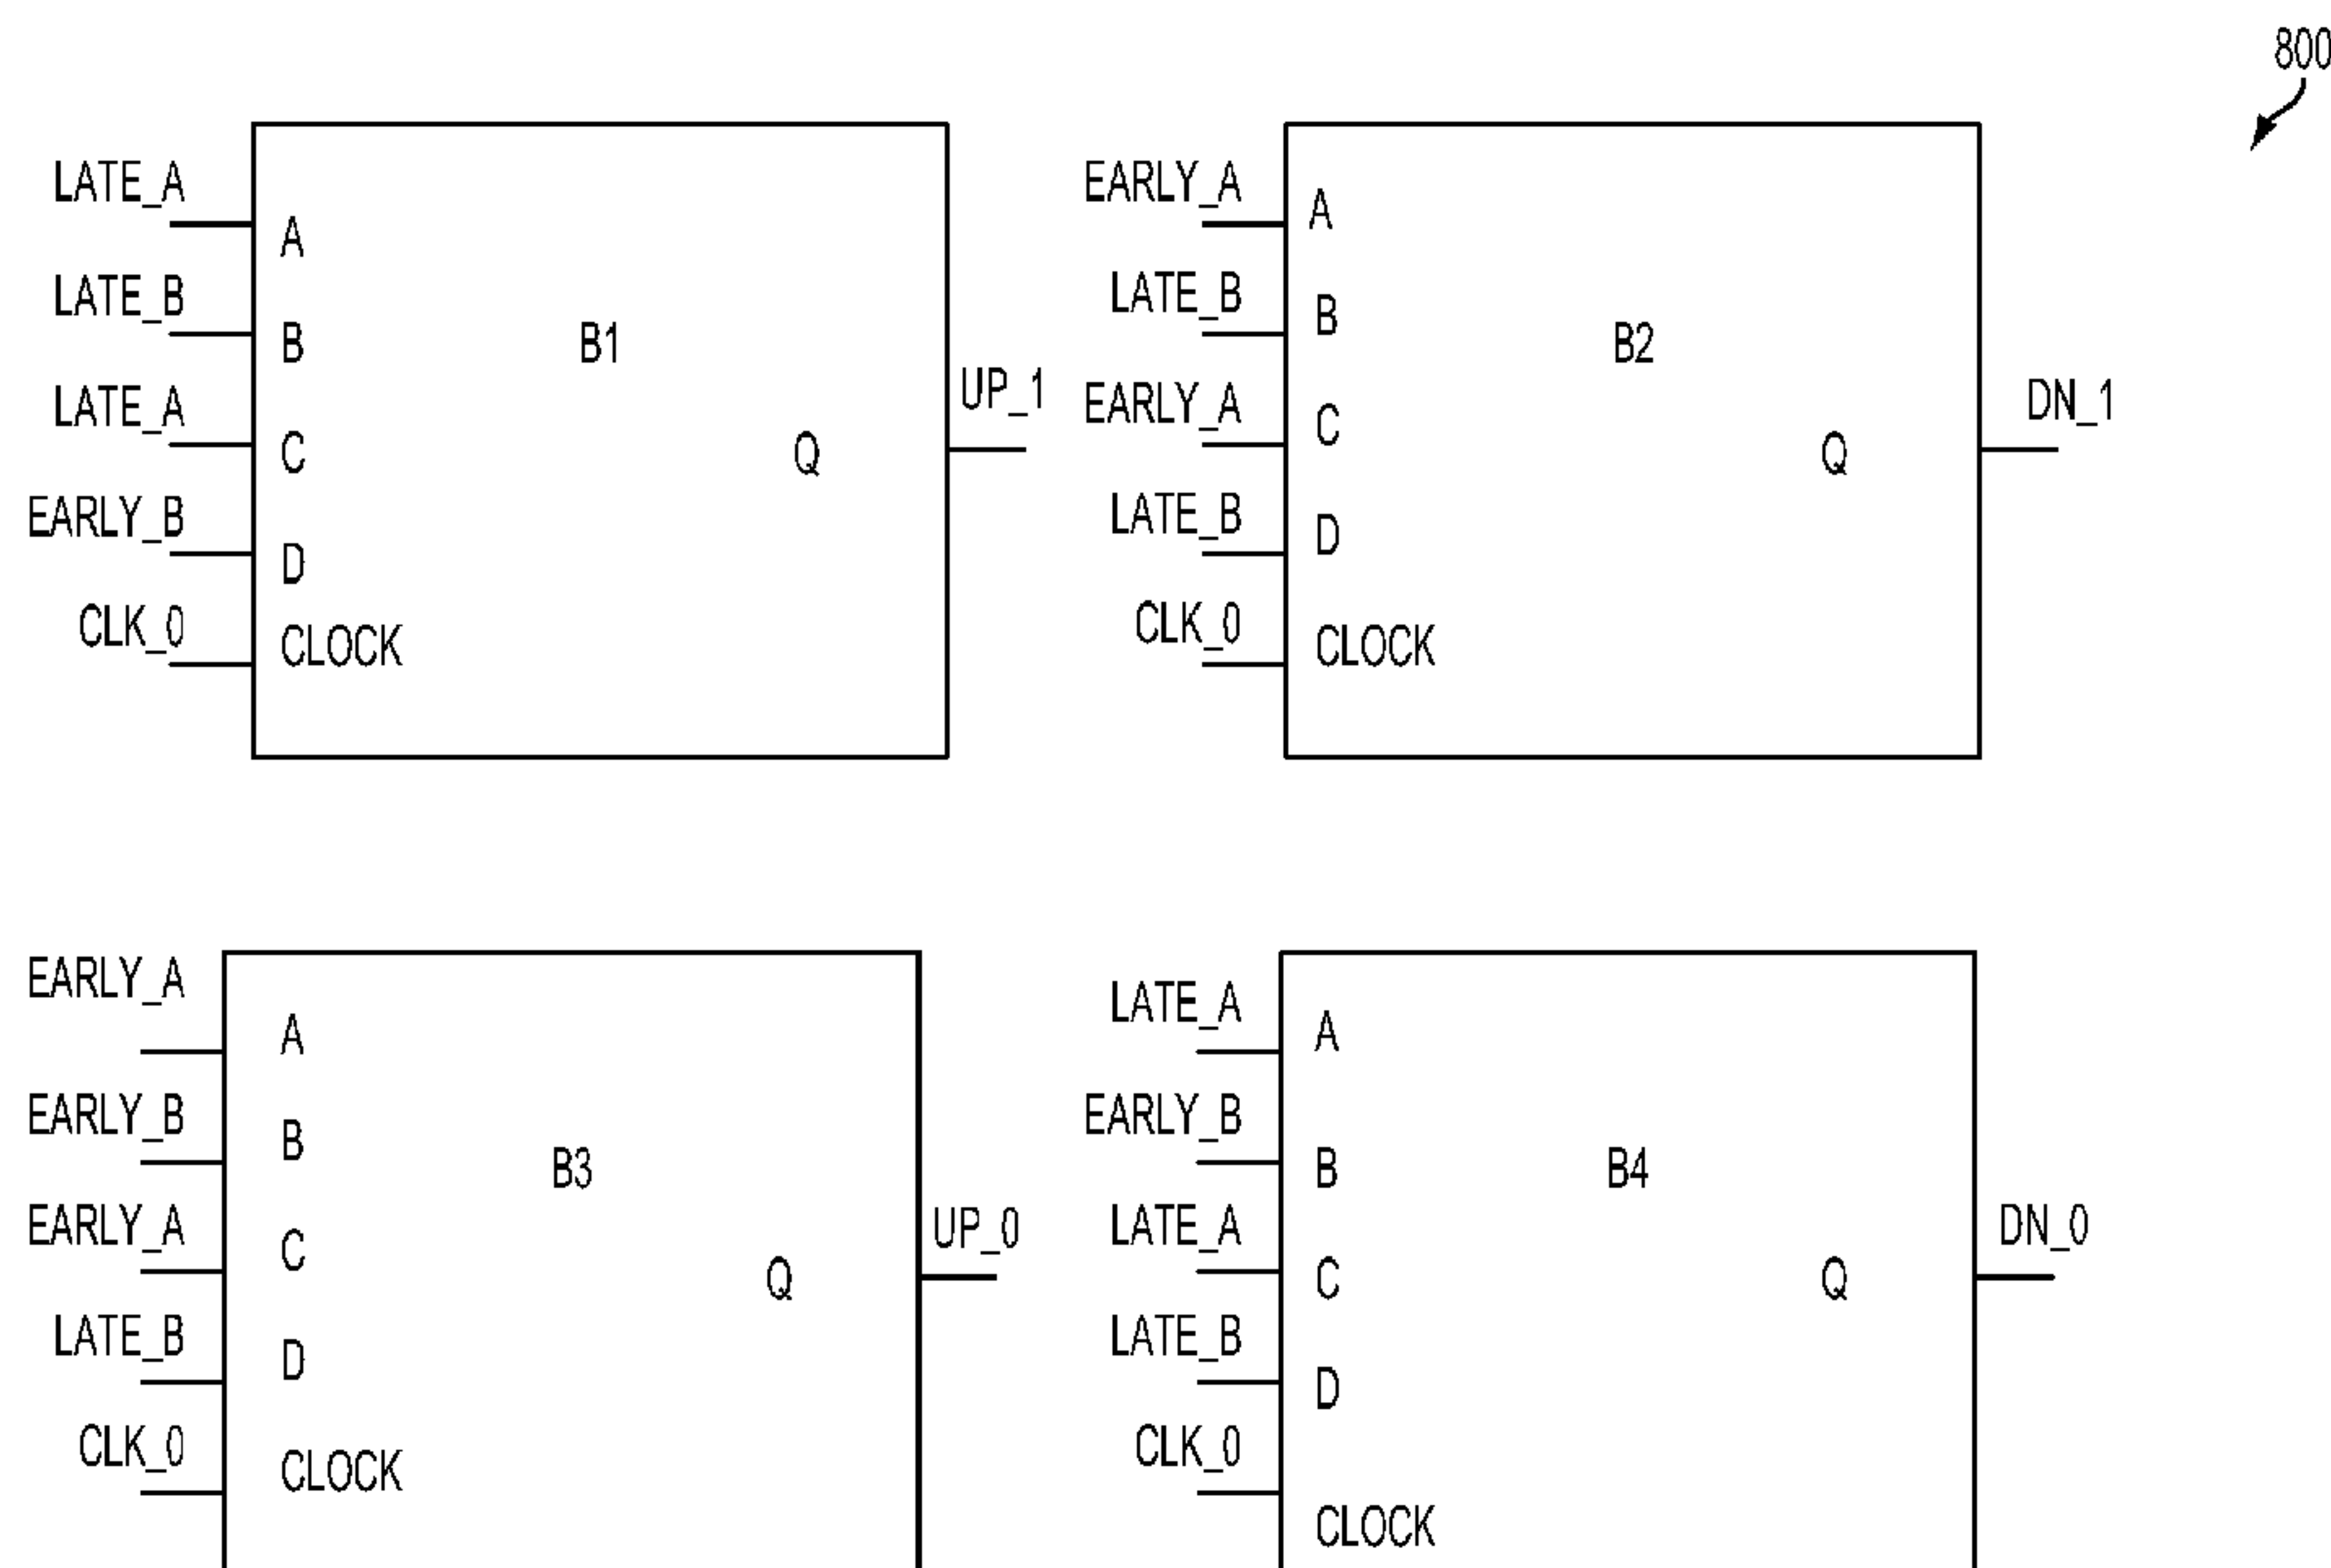 800
LATE_A
A
LATE_B
B
LATE_A
C
EARLY_B
D
CLK_0
CLOCK
B1
Q
UP_1
EARLY_A
A
LATE_B
B
EARLY_A
C
LATE_B
D
CLK_0
CLOCK
B2
Q
DN_1
EARLY_A
A
EARLY_B
B
EARLY_A
C
LATE_B
D
CLK_0
CLOCK
B3
Q
UP_0
LATE_A
A
EARLY_B
B
LATE_A
C
LATE_B
D
CLK_0
CLOCK
B4
Q
DN_0